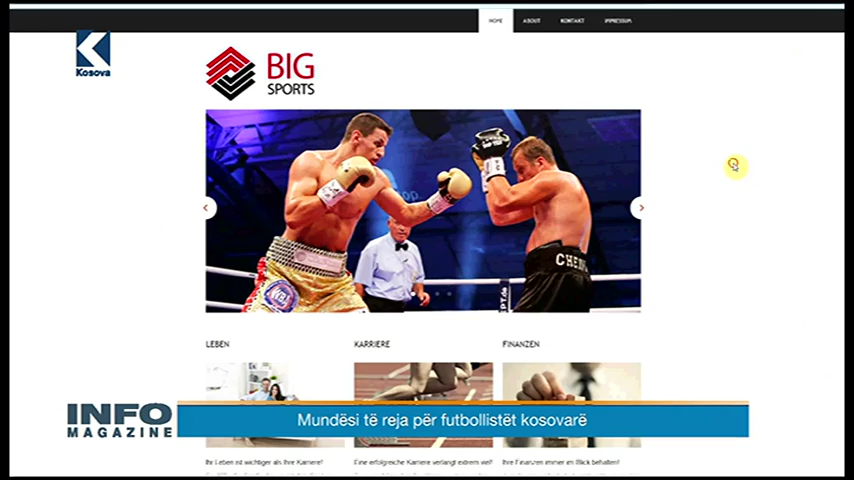 HOME ABOUT KONTAKT IMPRESSUM
Kosova
BIG
SPORTS
LEBEN KARRIERE FINANZEN
INFO
MAGAZINE
Mundësi të reja për futbollistët kosovarë
Ihr Leben ist wichtiger als Ihre Karriere! Eine erfolgreiche Karriere verlangt extrem viel! Ihre Finanzen immer im Blick behalten!